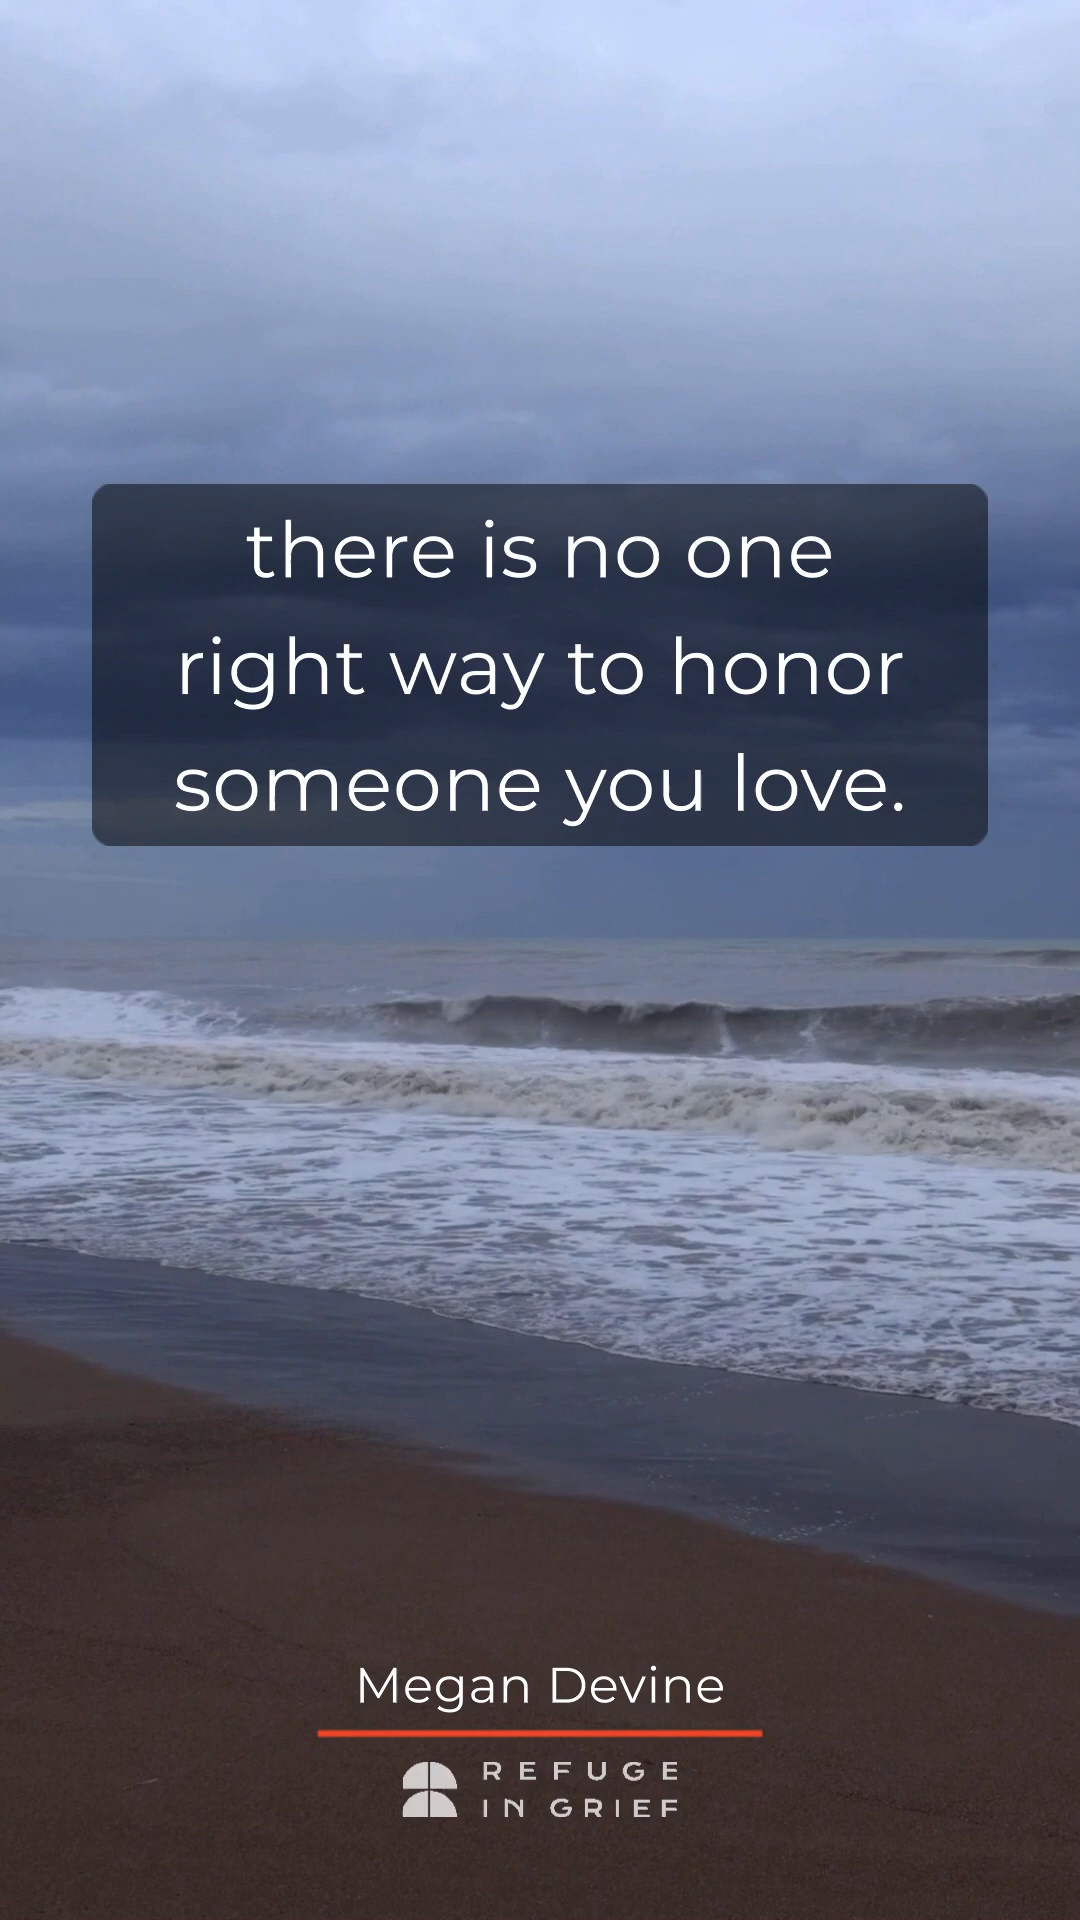 there is no one
right way to honor
someone you love.
Megan Devine
REFUGE
IN GRIEF